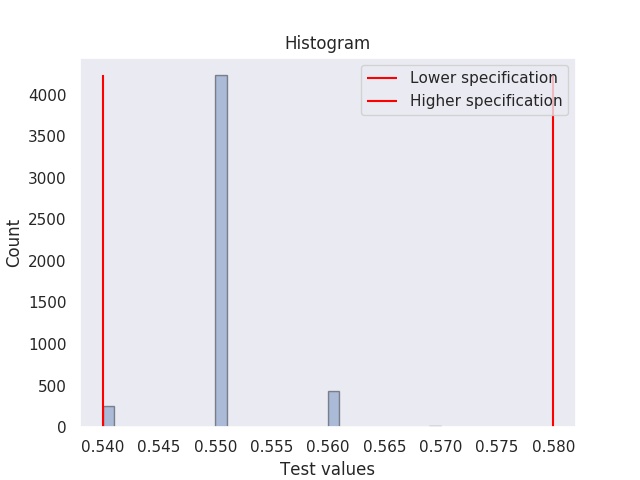 Histogram
Lower specification
Higher specification
4000
3500
3000
2500
2000
1500
1000
500
0
Count
0.540 0.545 0.550 0.555 0.560 0.565 0.570 0.575 0.580
Test values